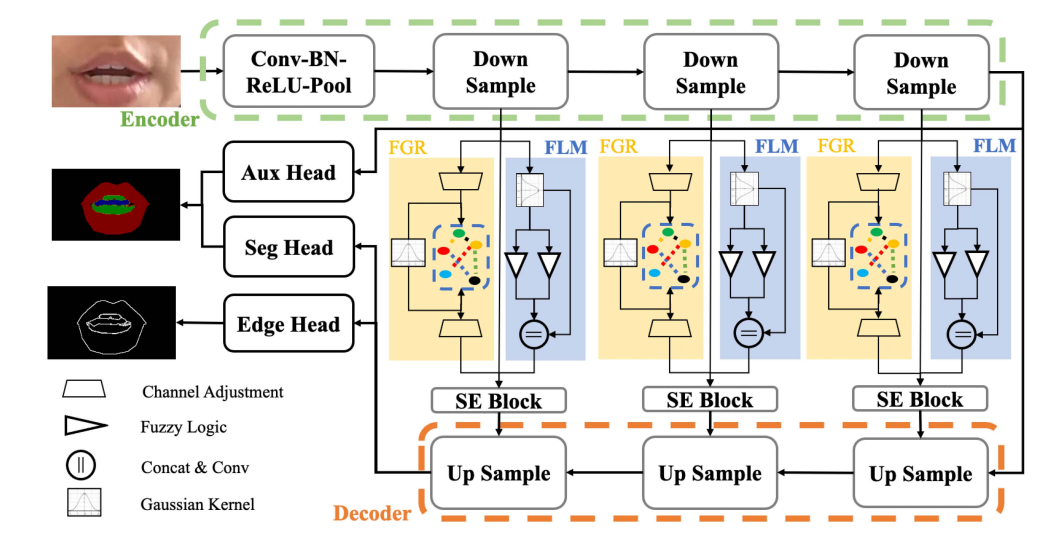 Conv-BN-
ReLU-Pool
Down
Sample
Down
Sample
Down
Sample
Encoder
FGR
FLM
FGR
FLM
FGR
FLM
Aux Head
Seg Head
Edge Head
Channel Adjustment
Fuzzy Logic
Concat & Conv
Gaussian Kernel
SE Block
SE Block
SE Block
Up Sample
Up Sample
Up Sample
Decoder